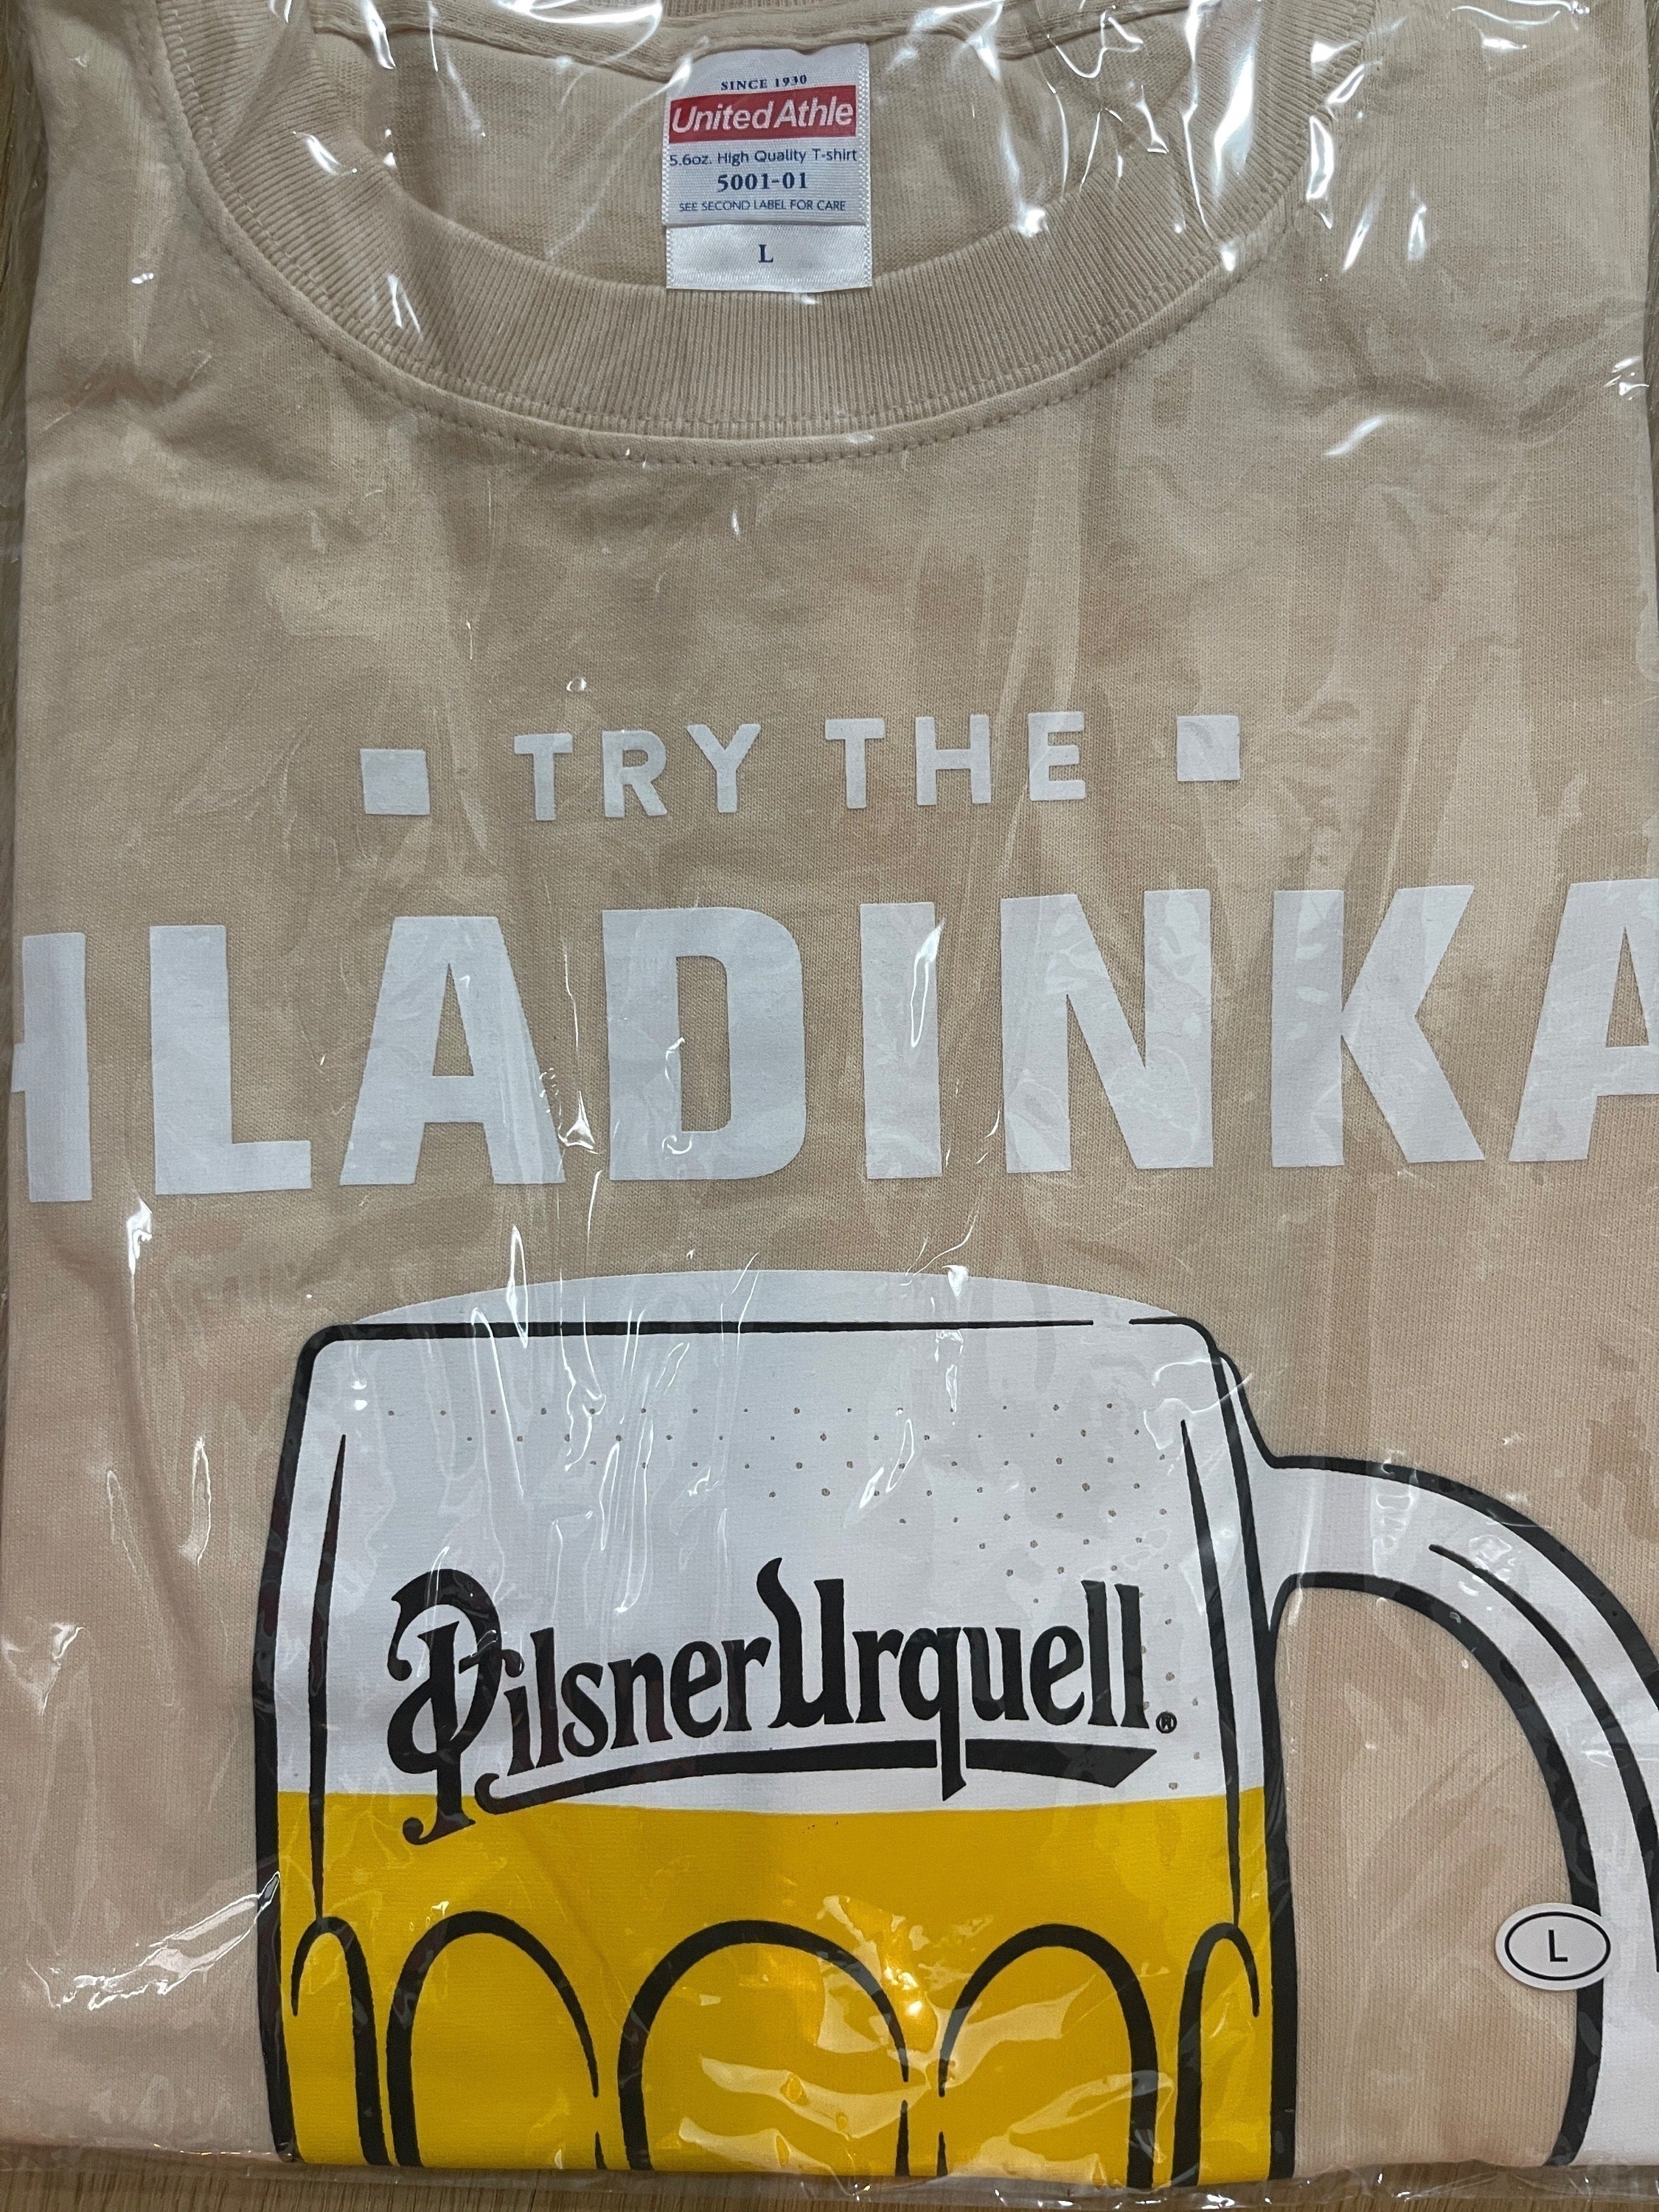 SINCE 1930
United Athle
5.6oz. High Quality T-shirt
5001-01
SEE SECOND LABEL FOR CARE
L
TRY THE
HLADINKA
Pilsner Urquell®
L